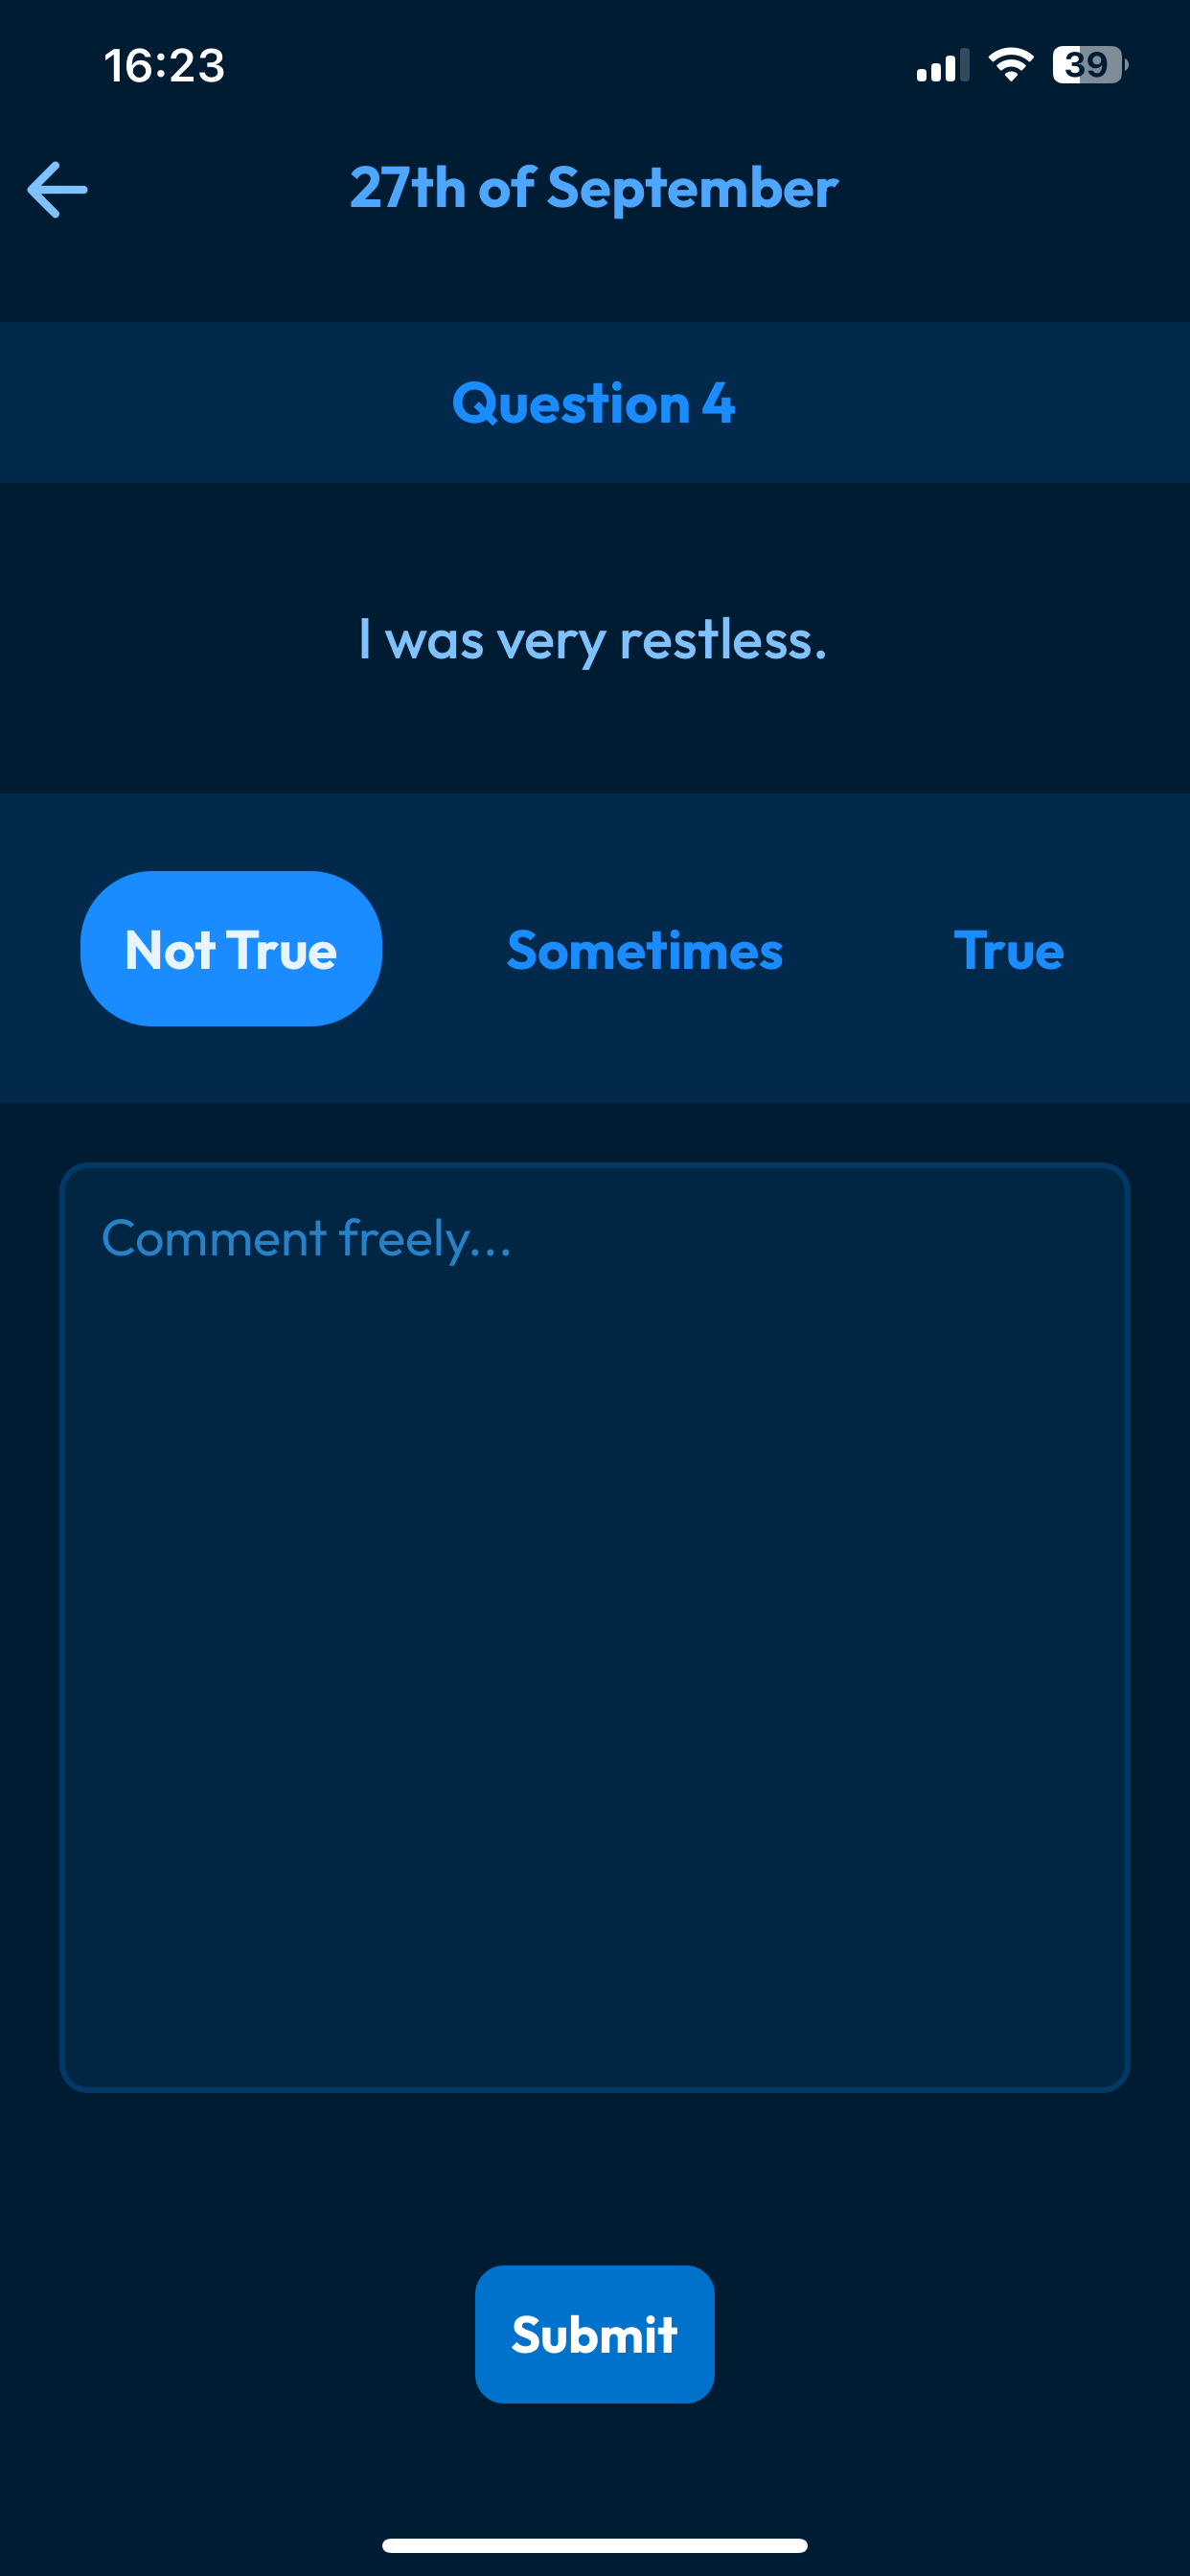 16:23
39
27th of September
Question 4
I was very restless.
Not True Sometimes True
Comment freely...
Submit